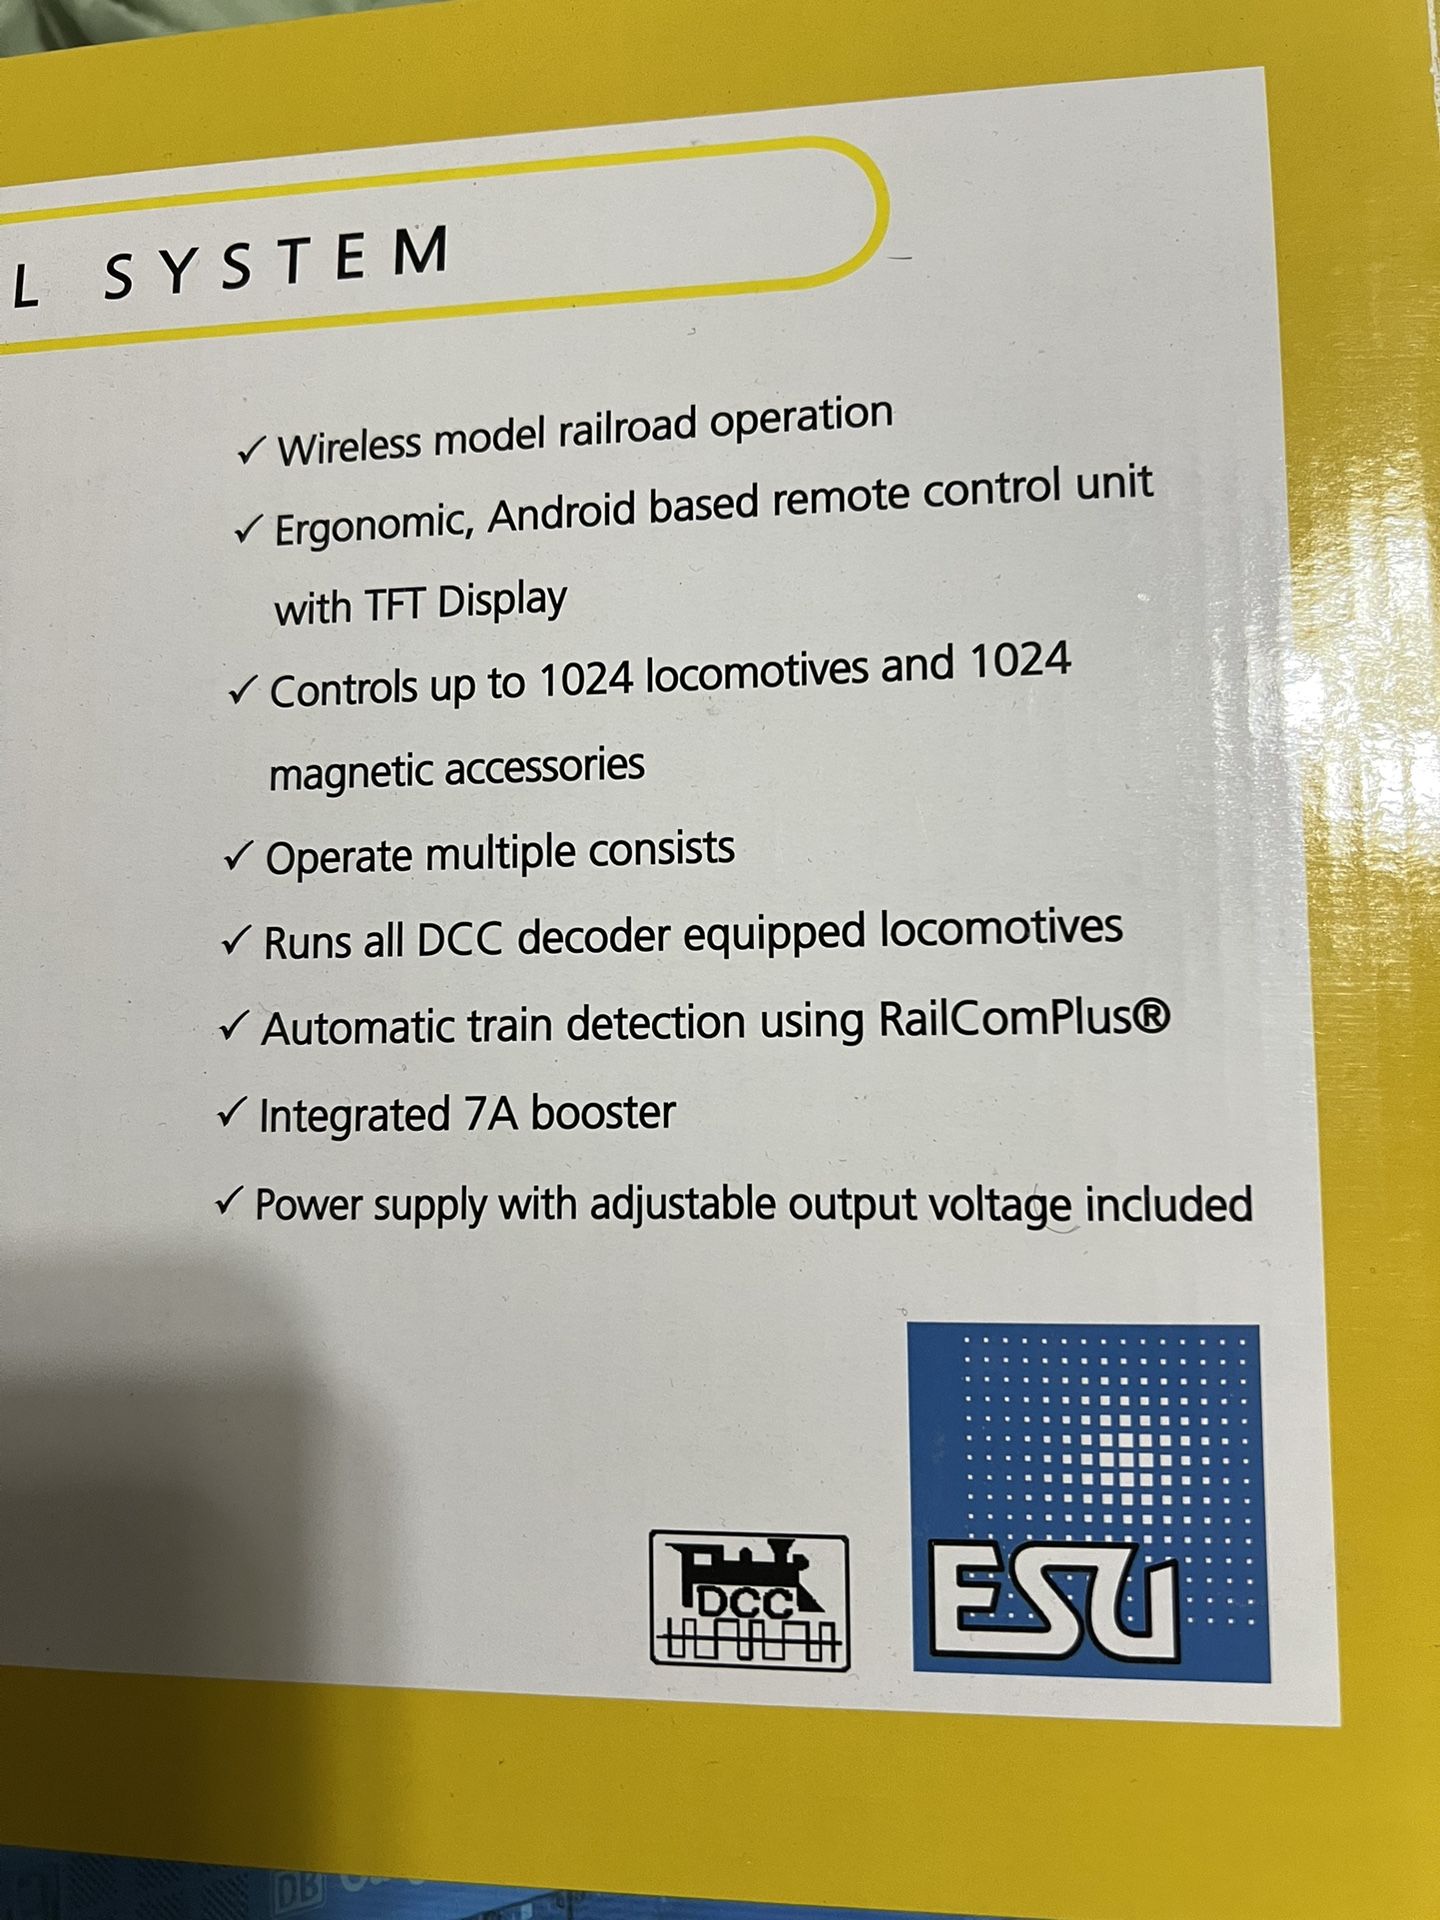 L SYSTEM
✓ Wireless model railroad operation
✓ Ergonomic, Android based remote control unit
with TFT Display
✓ Controls up to 1024 locomotives and 1024
magnetic accessories
✓ Operate multiple consists
✓ Runs all DCC decoder equipped locomotives
✓ Automatic train detection using RailComPlus®
✓ Integrated 7A booster
✓ Power supply with adjustable output voltage included
DCC
ESU
DB